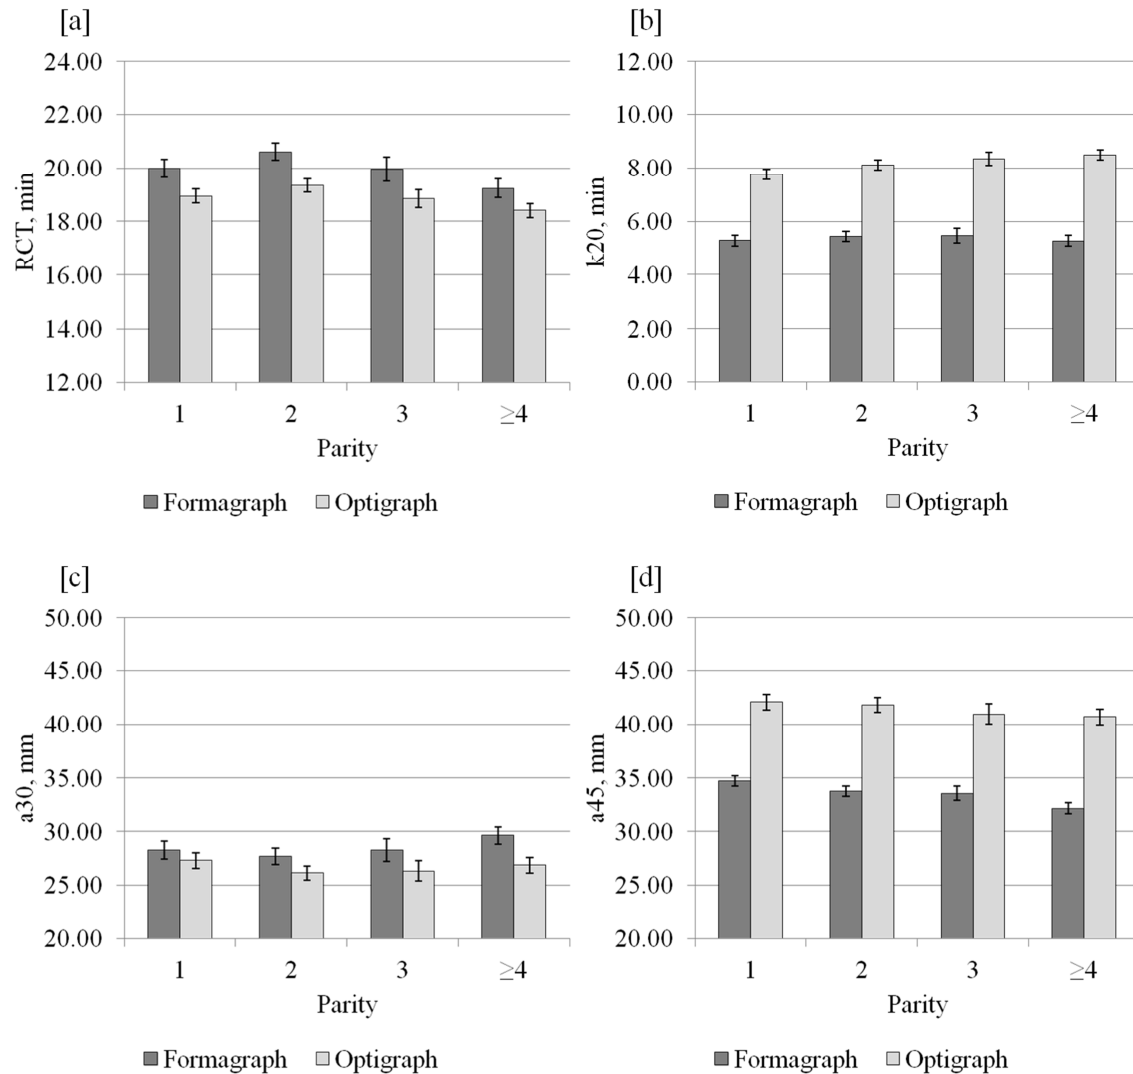 [a]
24.00
22.00
20.00
18.00
16.00
14.00
12.00
RCT, min
1 2 3 ≥4
Parity
Formagraph Optigraph
[b]
12.00
10.00
8.00
6.00
4.00
2.00
0.00
k20, min
1 2 3 ≥4
Parity
Formagraph Optigraph
[c]
50.00
45.00
40.00
35.00
30.00
25.00
20.00
a30, mm
1 2 3 ≥4
Parity
Formagraph Optigraph
[d]
50.00
45.00
40.00
35.00
30.00
25.00
20.00
a45, mm
1 2 3 ≥4
Parity
Formagraph Optigraph